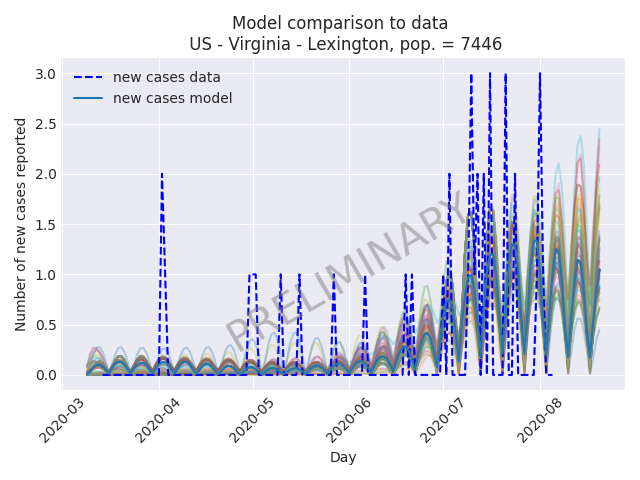 Model comparison to data
US - Virginia - Lexington, pop. = 7446
new cases data
new cases model
Number of new cases reported
3.0
2.5
2.0
1.5
1.0
0.5
0.0
PRELIMINARY
2020-03
2020-04
2020-05
2020-06
2020-07
2020-08
Day